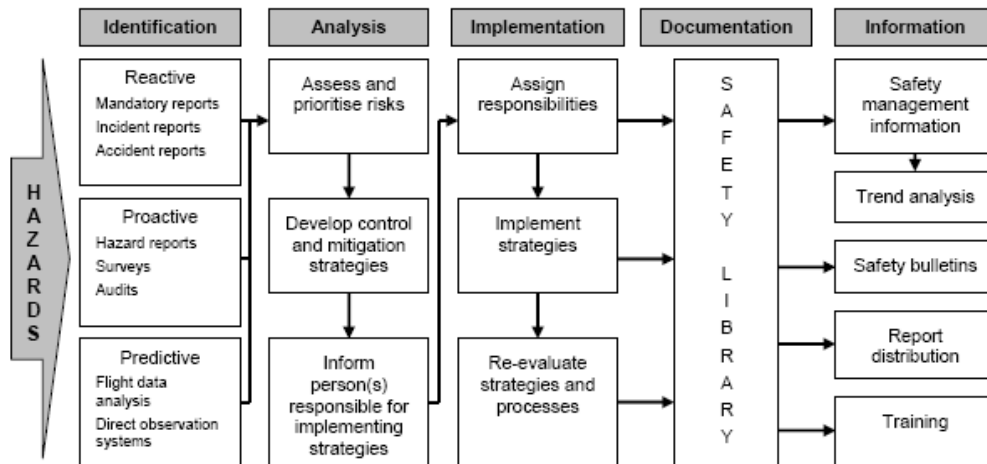 Identification
Analysis
Implementation
Documentation
Information
HAZARDS
Reactive
Mandatory reports
Incident reports
Accident reports
Proactive
Hazard reports
Surveys
Audits
Predictive
Flight data
analysis
Direct observation
systems
Assess and
prioritise risks
Develop control
and mitigation
strategies
Inform
person(s)
responsible for
implementing
strategies
Assign
responsibilities
Implement
strategies
Re-evaluate
strategies and
processes
SAFETY LIBRARY
Safety
management
information
Trend analysis
Safety bulletins
Report
distribution
Training